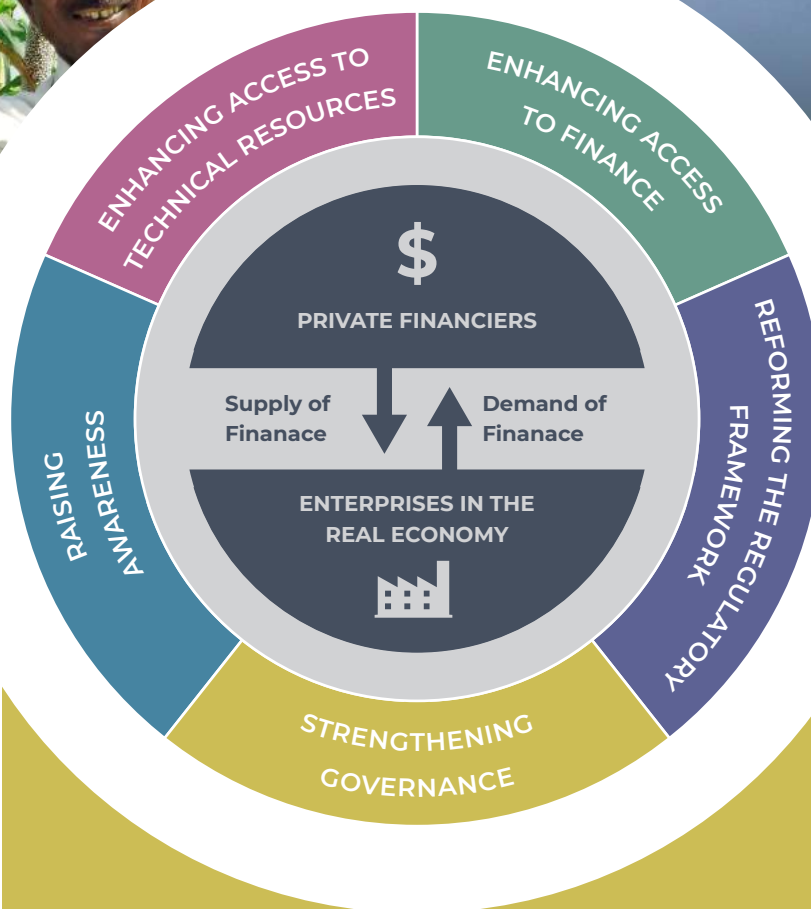 ENHANCING ACCESS TO
TECHNICAL RESOURCES
ENHANCING ACCESS
TO FINANCE
REFORMING THE REGULATORY
FRAMEWORK
STRENGTHENING
GOVERNANCE
RAISING
AWARENESS
$
PRIVATE FINANCIERS
Supply of
Finanace
Demand of
Finanace
ENTERPRISES IN THE
REAL ECONOMY